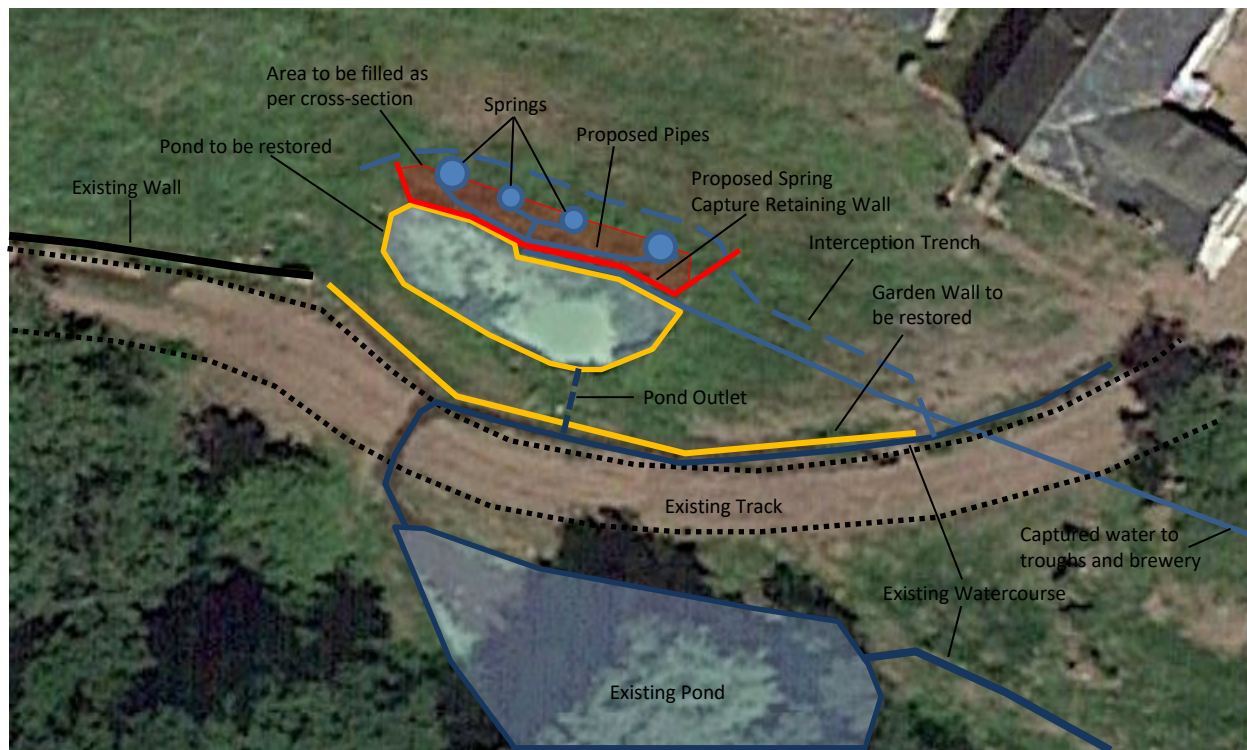 Area to be filled as
per cross-section
Springs
Proposed Pipes
Pond to be restored
Existing Wall
Proposed Spring
Capture Retaining Wall
Interception Trench
Garden Wall to
be restored
Pond Outlet
Existing Track
Captured water to
troughs and brewery
Existing Watercourse
Existing Pond